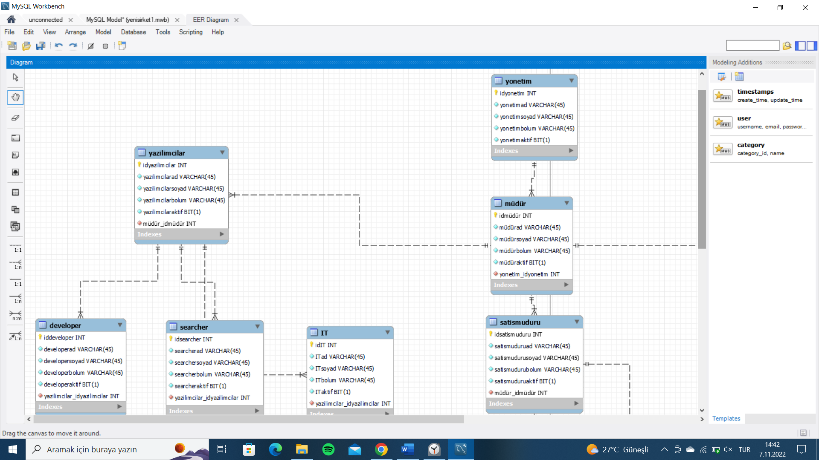 MySQL Workbench
unconnected
MySQL Model* (yenisirket1.mwb)
EER Diagram
File Edit View Arrange Model Database Tools Scripting Help
Diagram
Modeling Additions
timestamps
create_time, update_time
user
username, email, passwor...
category
category_id, name
yonetim
idyonetim INT
yonetimad VARCHAR(45)
yonetimsoyad VARCHAR(45)
yonetimbolum VARCHAR(45)
yonetimaktif BIT(1)
Indexes
yazilimcilar
idyazilimcilar INT
yazilimcilarad VARCHAR(45)
yazilimcilarsoyad VARCHAR(45)
yazilimcilarbolum VARCHAR(45)
yazilimcilaraktif BIT(1)
müdür_idmüdür INT
Indexes
müdür
idmüdür INT
müdürad VARCHAR(45)
müdürsoyad VARCHAR(45)
müdürbolum VARCHAR(45)
müdüraktif BIT(1)
yonetim_idyonetim INT
Indexes
developer
iddeveloper INT
developerad VARCHAR(45)
developersoyad VARCHAR(45)
developerbolum VARCHAR(45)
developeraktif BIT(1)
yazilimcilar_idyazilimcilar INT
Indexes
searcher
idsearcher INT
searcherad VARCHAR(45)
searchersoyad VARCHAR(45)
searcherbolum VARCHAR(45)
searcheraktif BIT(1)
yazilimcilar_idyazilimcilar INT
Indexes
IT
idIT INT
ITad VARCHAR(45)
ITsoyad VARCHAR(45)
ITbolum VARCHAR(45)
ITaktif BIT(1)
yazilimcilar_idyazilimcilar INT
Indexes
satismuduru
idsatismuduru INT
satismuduruad VARCHAR(45)
satismudurusoyad VARCHAR(45)
satismudurubolum VARCHAR(45)
satismuduruaktif BIT(1)
müdür_idmüdür INT
Indexes
1:1
1:n
1:1
1:n
n:m
1:n
Templates
Drag the canvas to move it around.
Aramak için buraya yazın
27°C Güneşli
TUR
14:42
7.11.2022